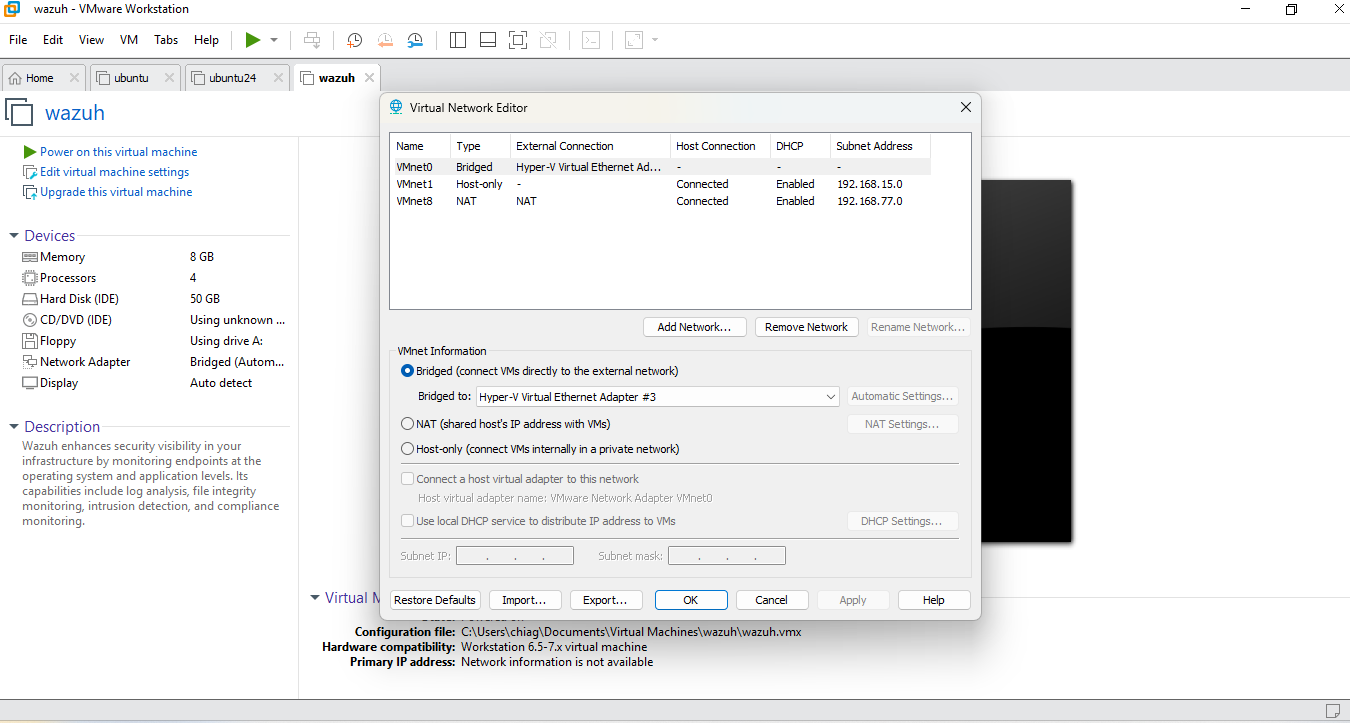 wazuh - VMware Workstation
File Edit View VM Tabs Help
Home ubuntu ubuntu24 wazuh
wazuh
Power on this virtual machine
Edit virtual machine settings
Upgrade this virtual machine
Devices
Memory 8 GB
Processors 4
Hard Disk (IDE) 50 GB
CD/DVD (IDE) Using unknown ...
Floppy Using drive A:
Network Adapter Bridged (Autom...
Display Auto detect
Description
Wazuh enhances security visibility in your
infrastructure by monitoring endpoints at the
operating system and application levels. Its
capabilities include log analysis, file integrity
monitoring, intrusion detection, and compliance
monitoring.
Virtual Network Editor
Name Type External Connection Host Connection DHCP Subnet Address
VMnet0 Bridged Hyper-V Virtual Ethernet Ad... - - -
VMnet1 Host-only - Connected Enabled 192.168.15.0
VMnet8 NAT NAT Connected Enabled 192.168.77.0
Add Network... Remove Network Rename Network...
VMnet Information
Bridged (connect VMs directly to the external network)
Bridged to: Hyper-V Virtual Ethernet Adapter #3 Automatic Settings...
NAT (shared host's IP address with VMs) NAT Settings...
Host-only (connect VMs internally in a private network)
Connect a host virtual adapter to this network
Host virtual adapter name: VMware Network Adapter VMnet0
Use local DHCP service to distribute IP address to VMs DHCP Settings...
Subnet IP: . . . Subnet mask: . . .
Restore Defaults Import... Export... OK Cancel Apply Help
Virtual
Configuration file: C:\Users\chiag\Documents\Virtual Machines\wazuh\wazuh.vmx
Hardware compatibility: Workstation 6.5-7.x virtual machine
Primary IP address: Network information is not available